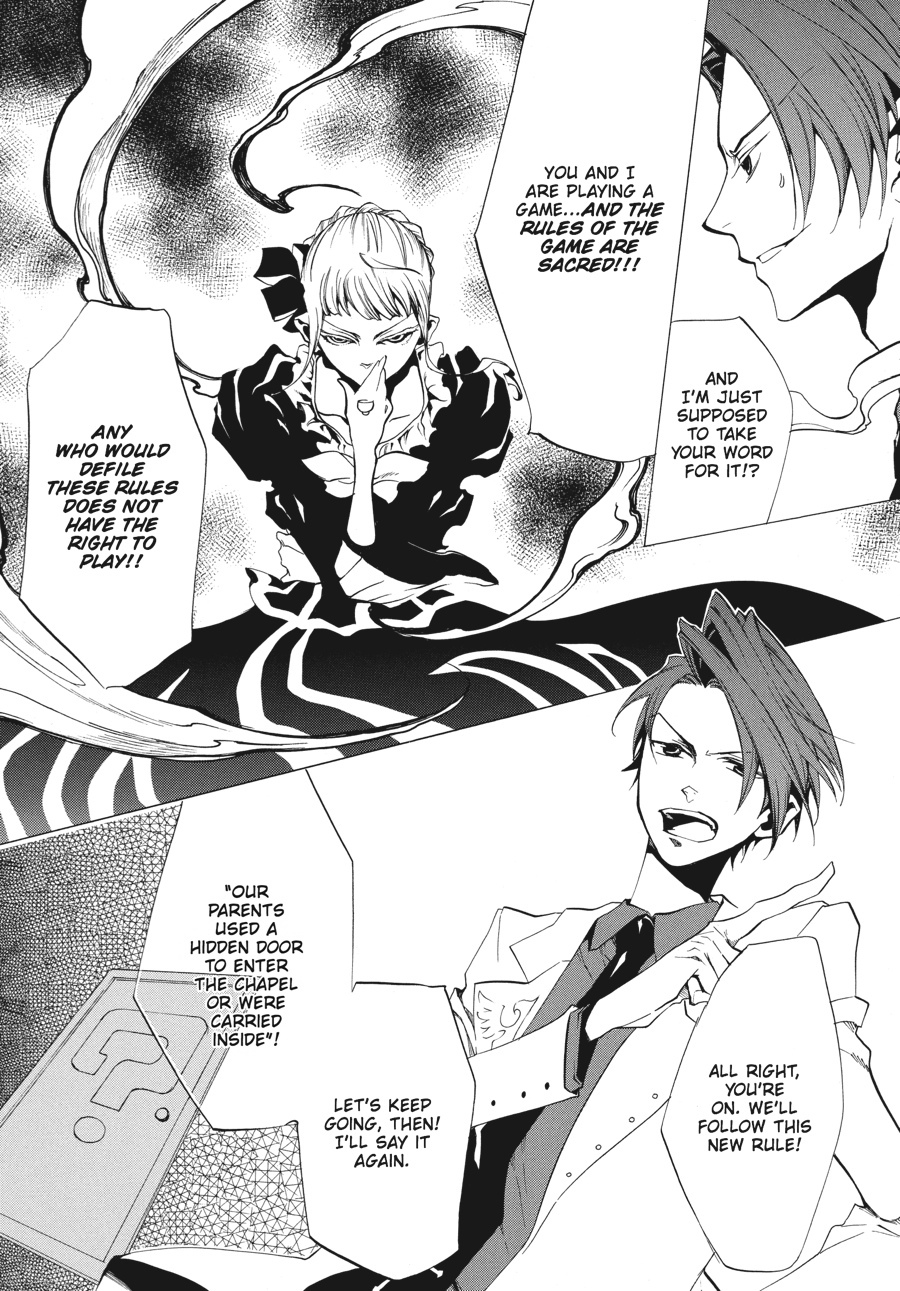 AND
I'M JUST
SUPPOSED
TO TAKE
YOUR WORD
FOR IT!?
YOU AND I
ARE PLAYING A
GAME...AND THE
RULES OF THE
GAME ARE
SACRED!!!
ANY
WHO WOULD
DEFILE
THESE RULES
DOES NOT
HAVE THE
RIGHT TO
PLAY!!
ALL RIGHT,
YOU'RE
ON. WE'LL
FOLLOW THIS
NEW RULE!
LET'S KEEP
GOING, THEN!
I'LL SAY IT
AGAIN.
"OUR
PARENTS
USED A
HIDDEN DOOR
TO ENTER
THE CHAPEL
OR WERE
CARRIED
INSIDE"!
?